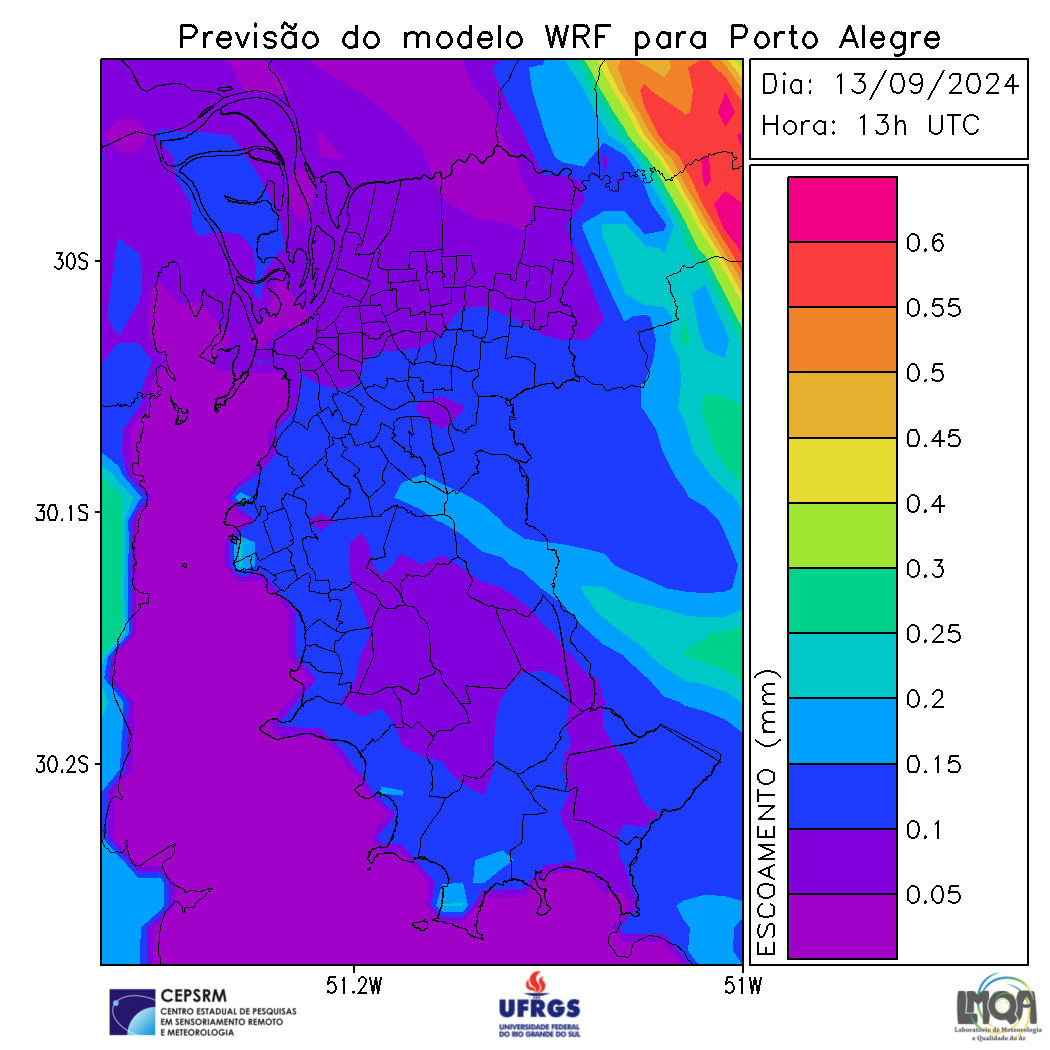 Previsão do modelo WRF para Porto Alegre
Dia: 13/09/2024
Hora: 13h UTC
30S
30.1S
30.2S
51.2W
51W
0.6
0.55
0.5
0.45
0.4
0.3
0.25
0.2
0.15
0.1
0.05
ESCOAMENTO (mm)
CEPSRM
CENTRO ESTADUAL DE PESQUISAS
EM SENSORIAMENTO REMOTO
E METEOROLOGIA
UFRGS
UNIVERSIDADE FEDERAL
DO RIO GRANDE DO SUL
LMQA
Laboratório de Meteorologia
e Qualidade do Ar